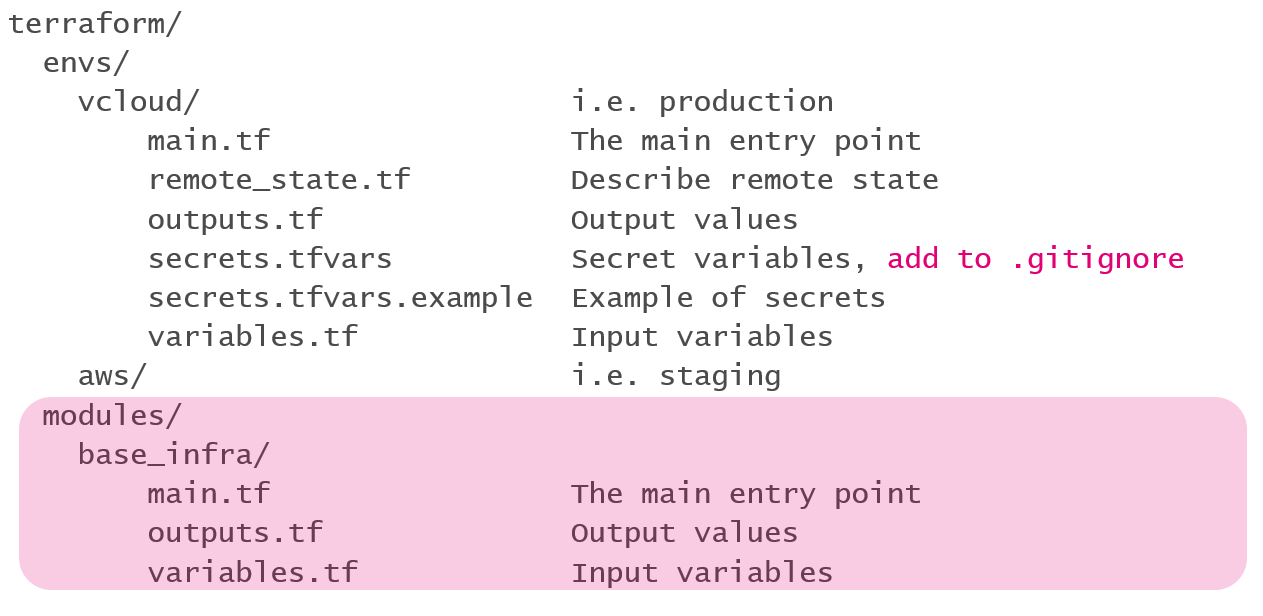 terraform/
envs/
vcloud/ i.e. production
main.tf The main entry point
remote_state.tf Describe remote state
outputs.tf Output values
secrets.tfvars Secret variables, add to .gitignore
secrets.tfvars.example Example of secrets
variables.tf Input variables
aws/ i.e. staging
modules/
base_infra/
main.tf The main entry point
outputs.tf Output values
variables.tf Input variables